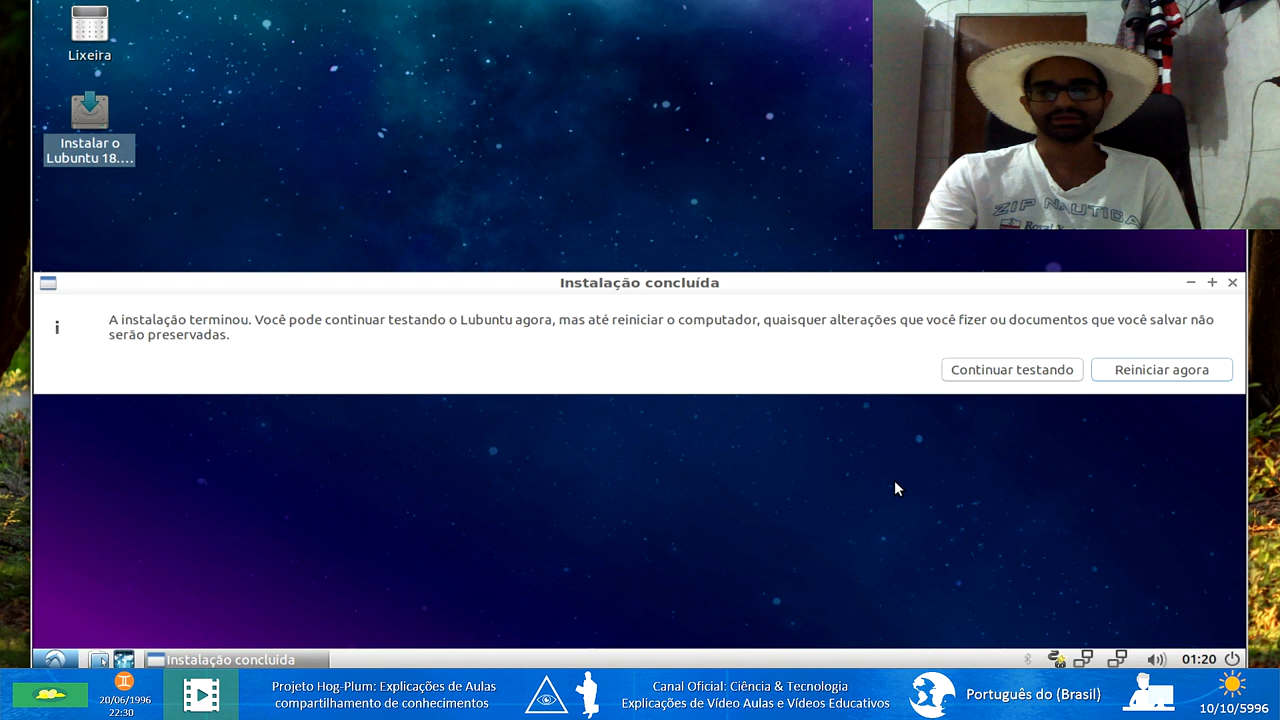 Lixeira
Instalar o
Lubuntu 18....
ZIP NAUTICA
Instalação concluída
A instalação terminou. Você pode continuar testando o Lubuntu agora, mas até reiniciar o computador, quaisquer alterações que você fizer ou documentos que você salvar não
serão preservadas.
Continuar testando
Reiniciar agora
Instalação concluída
01:20
20/06/1996
22:30
Projeto Hog-Plum: Explicações de Aulas
compartilhamento de conhecimentos
Canal Oficial: Ciência & Tecnologia
Explicações de Vídeo Aulas e Vídeos Educativos
Português do (Brasil)
10/10/5996